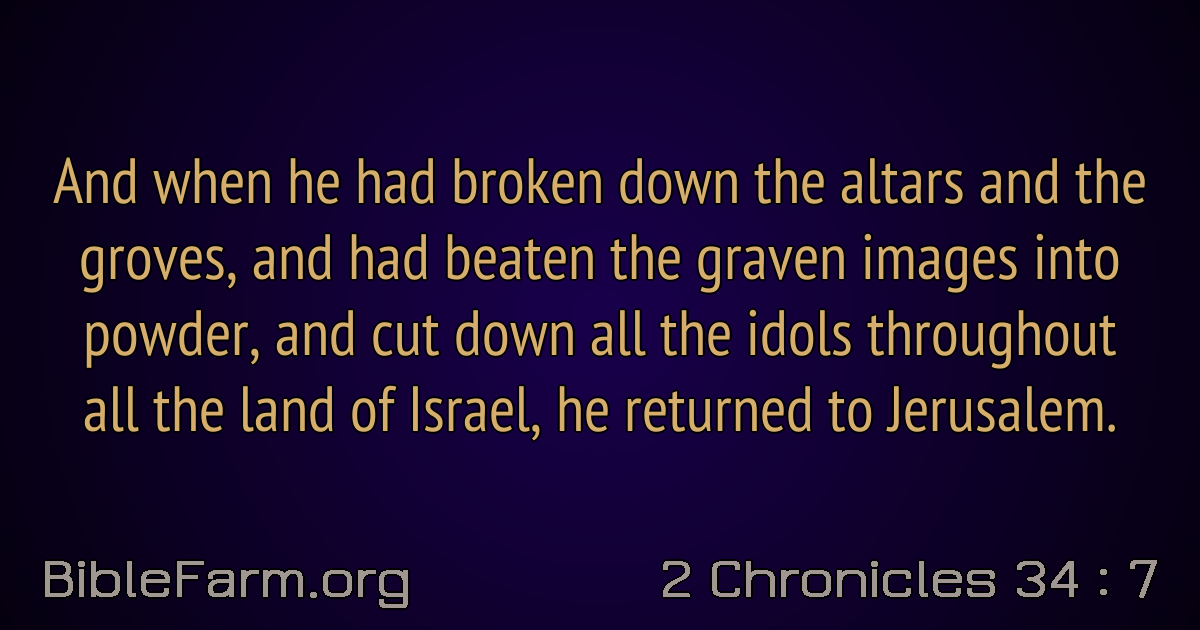 And when he had broken down the altars and the
groves, and had beaten the graven images into
powder, and cut down all the idols throughout
all the land of Israel, he returned to Jerusalem.
BibleFarm.org
2 Chronicles 34 : 7